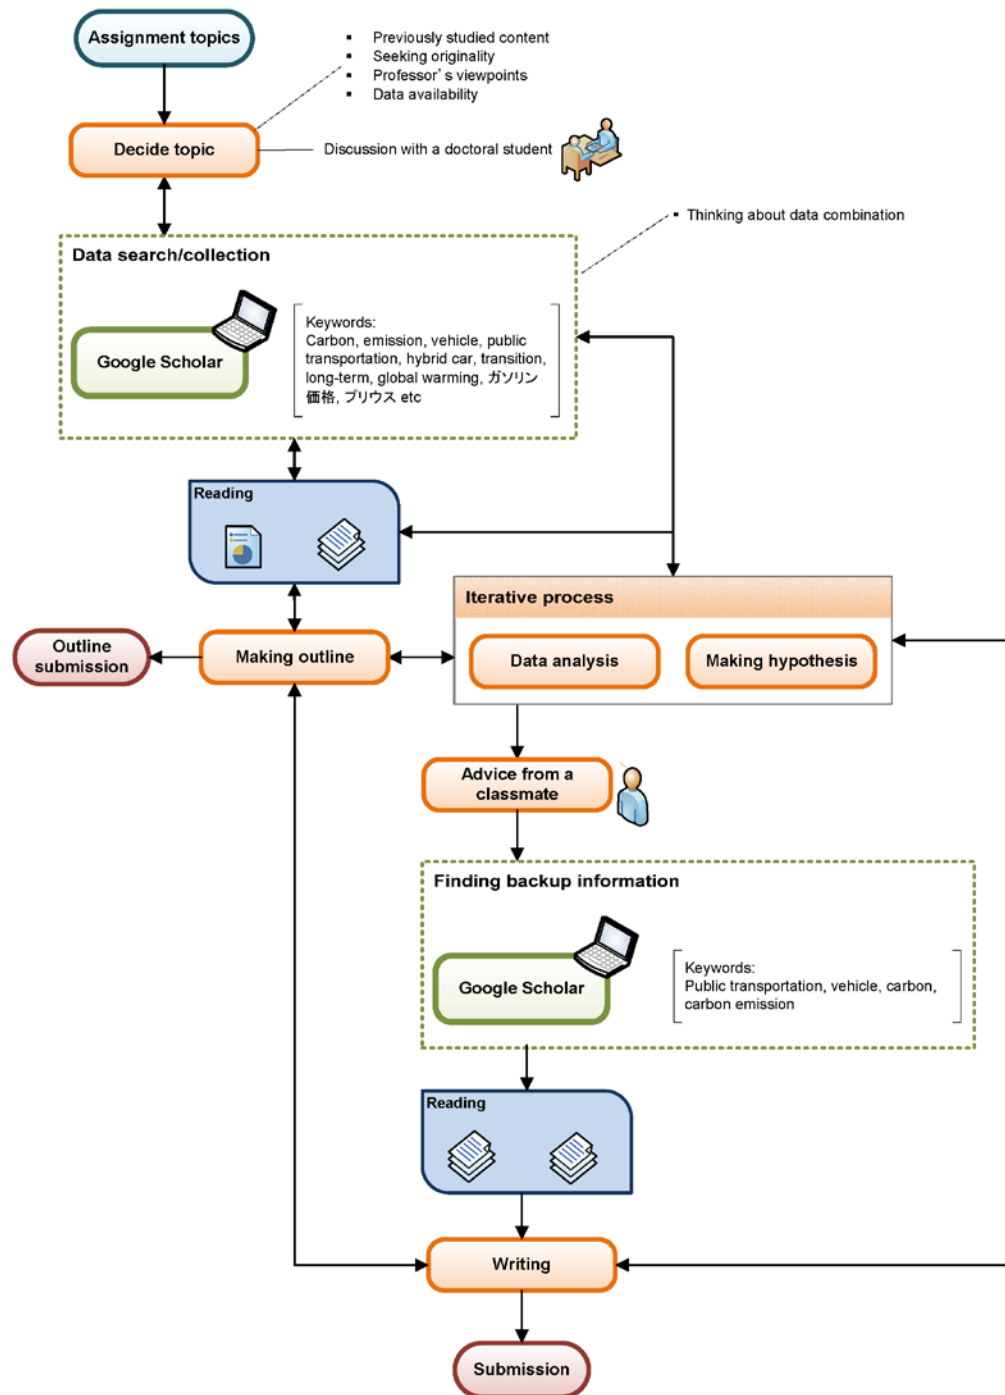 Assignment topics
Previously studied content
Seeking originality
Professor's viewpoints
Data availability
Decide topic
Discussion with a doctoral student
Thinking about data combination
Data search/collection
Google Scholar
Keywords:
Carbon, emission, vehicle, public
transportation, hybrid car, transition,
long-term, global warming, ガソリン
価格, プリウス etc
Reading
Iterative process
Outline
submission
Making outline
Data analysis
Making hypothesis
Advice from a
classmate
Finding backup information
Google Scholar
Keywords:
Public transportation, vehicle, carbon,
carbon emission
Reading
Writing
Submission